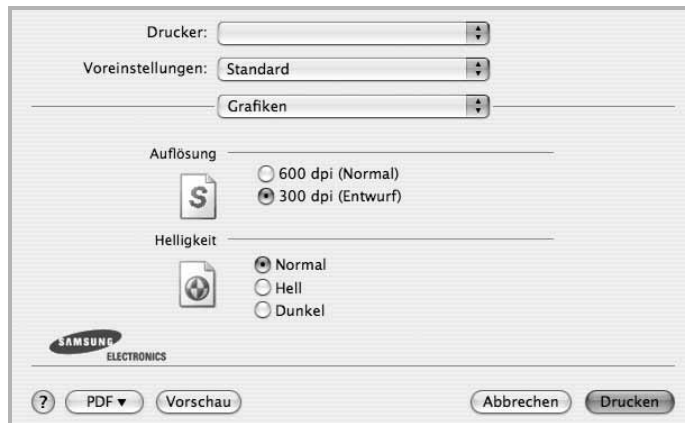 Drucker:
Voreinstellungen: Standard
Grafiken
Auflösung
600 dpi (Normal)
S
300 dpi (Entwurf)
Helligkeit
Normal
Hell
Dunkel
SAMSUNG
ELECTRONICS
? PDF Vorschau Abbrechen Drucken